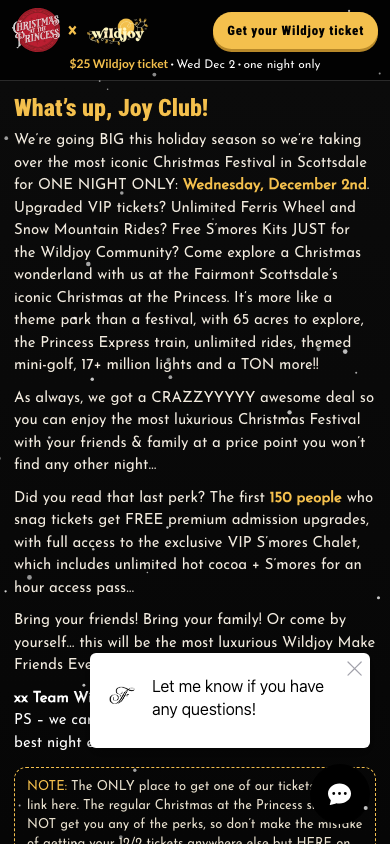 CHRISTMAS
AT THE
PRINCESS
×
wildjoy
Get your Wildjoy ticket
$25 Wildjoy ticket • Wed Dec 2 • one night only
What's up, Joy Club!
We're going BIG this holiday season so we're taking
over the most iconic Christmas Festival in Scottsdale
for ONE NIGHT ONLY: Wednesday, December 2nd.
Upgraded VIP tickets? Unlimited Ferris Wheel and
Snow Mountain Rides? Free S'mores Kits JUST for
the Wildjoy Community? Come explore a Christmas
wonderland with us at the Fairmont Scottsdale's
iconic Christmas at the Princess. It's more like a
theme park than a festival, with 65 acres to explore,
the Princess Express train, unlimited rides, themed
mini-golf, 17+ million lights and a TON more!!
As always, we got a CRAZZYYYYY awesome deal so
you can enjoy the most luxurious Christmas Festival
with your friends & family at a price point you won't
find any other night...
Did you read that last perk? The first 150 people who
snag tickets get FREE premium admission upgrades,
with full access to the exclusive VIP S'mores Chalet,
which includes unlimited hot cocoa + S'mores for an
hour access pass...
Bring your friends! Bring your family! Or come by
yourself... this will be the most luxurious Wildjoy Make
Friends
xx Team
PS – we
best night
Let me know if you have
any questions!
NOTE: The ONLY place to get one of our
link here. The regular Christmas at the Princess
NOT get you any of the perks, so don't make the mistake
of getting your 12/2 tickets anywhere else but HERE on